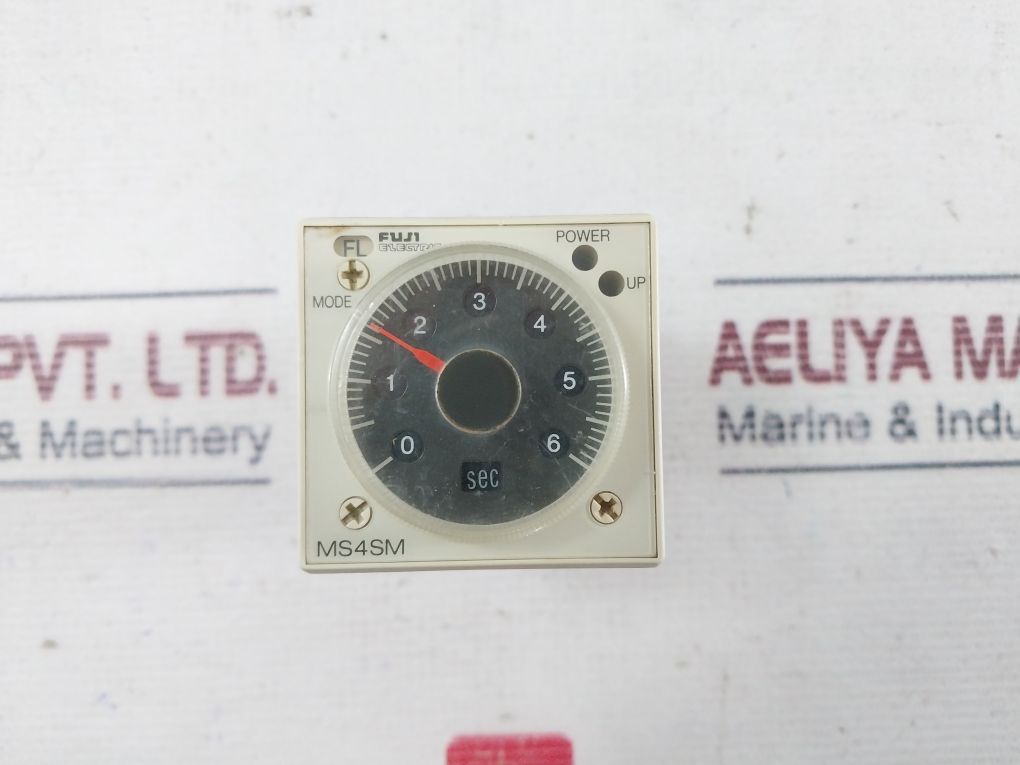 FL FUJI
ELECTRIC
POWER
UP
MODE
0 1 2 3 4 5 6
sec
MS4SM
PVT. LTD.
& Machinery
AELIYA MA
Marine & Indu